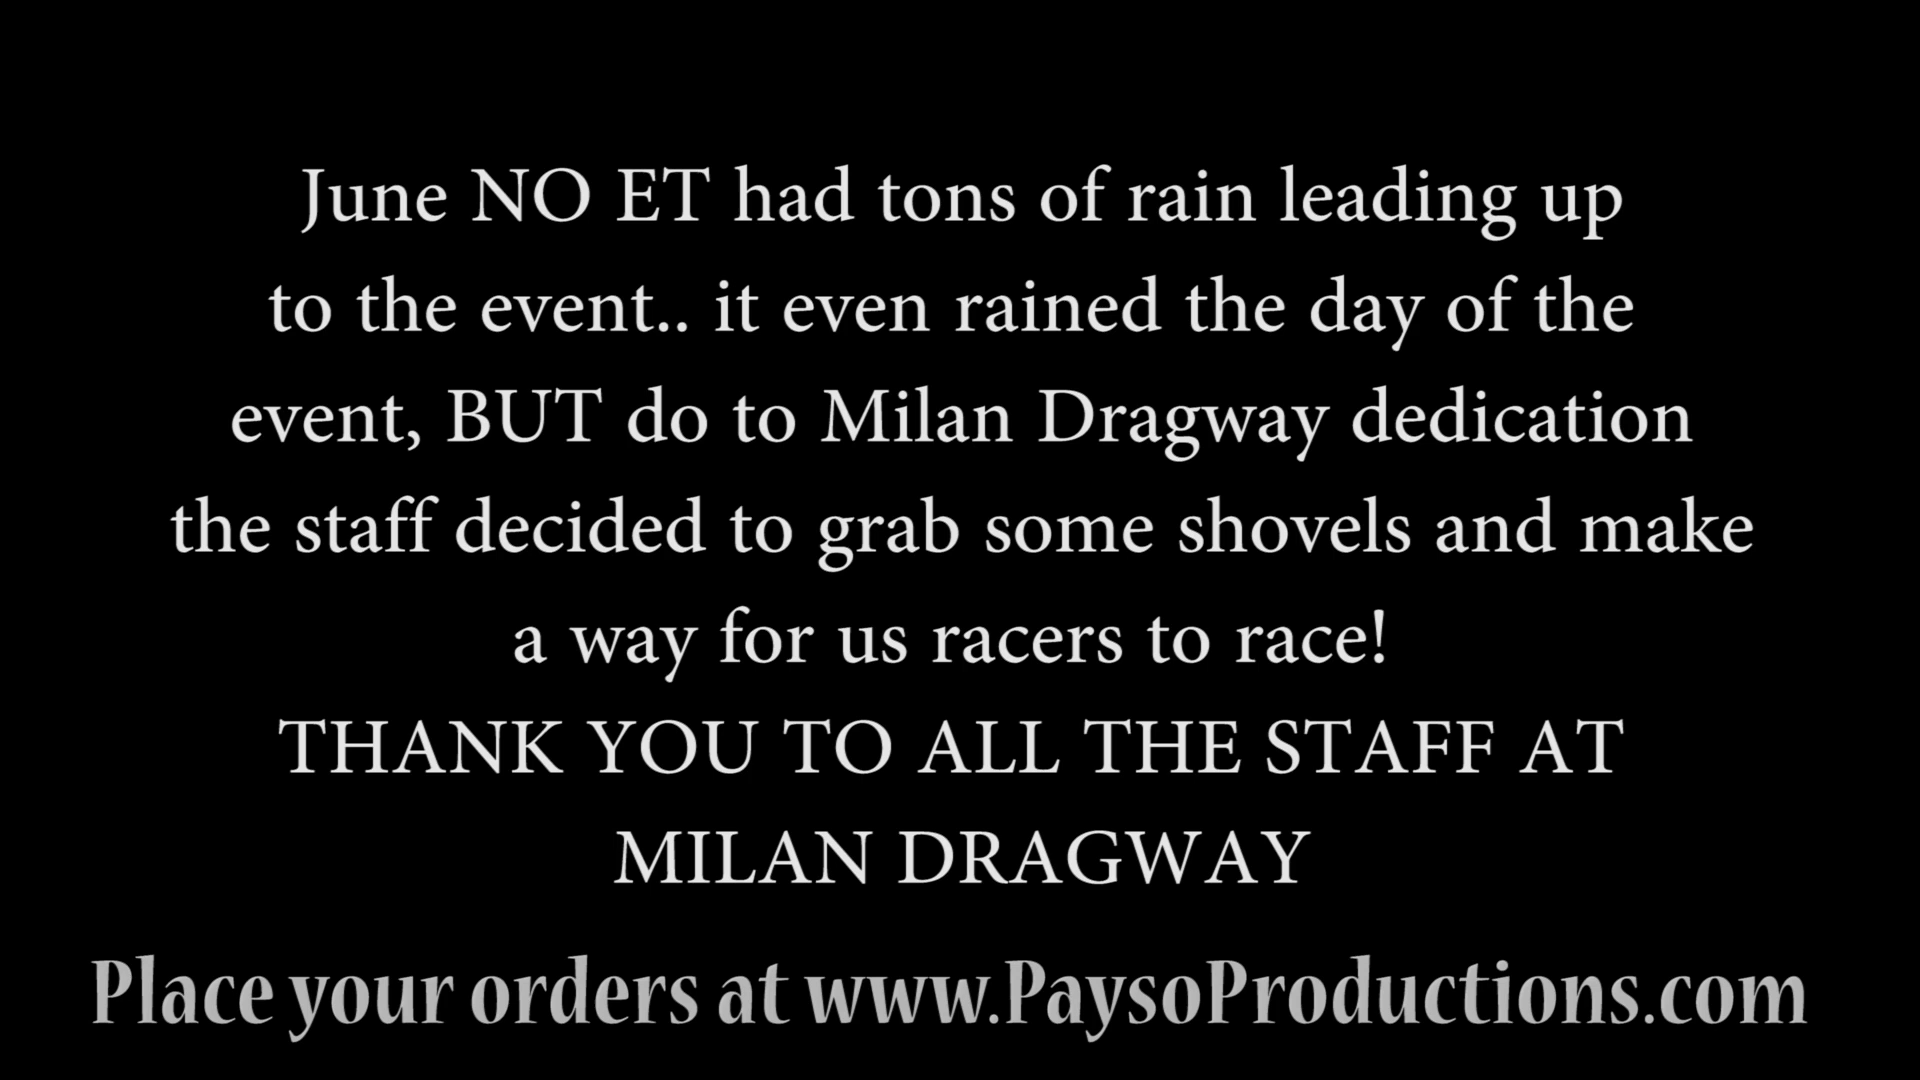 June NO ET had tons of rain leading up
to the event.. it even rained the day of the
event, BUT do to Milan Dragway dedication
the staff decided to grab some shovels and make
a way for us racers to race!
THANK YOU TO ALL THE STAFF AT
MILAN DRAGWAY
Place your orders at www.PaysoProductions.com